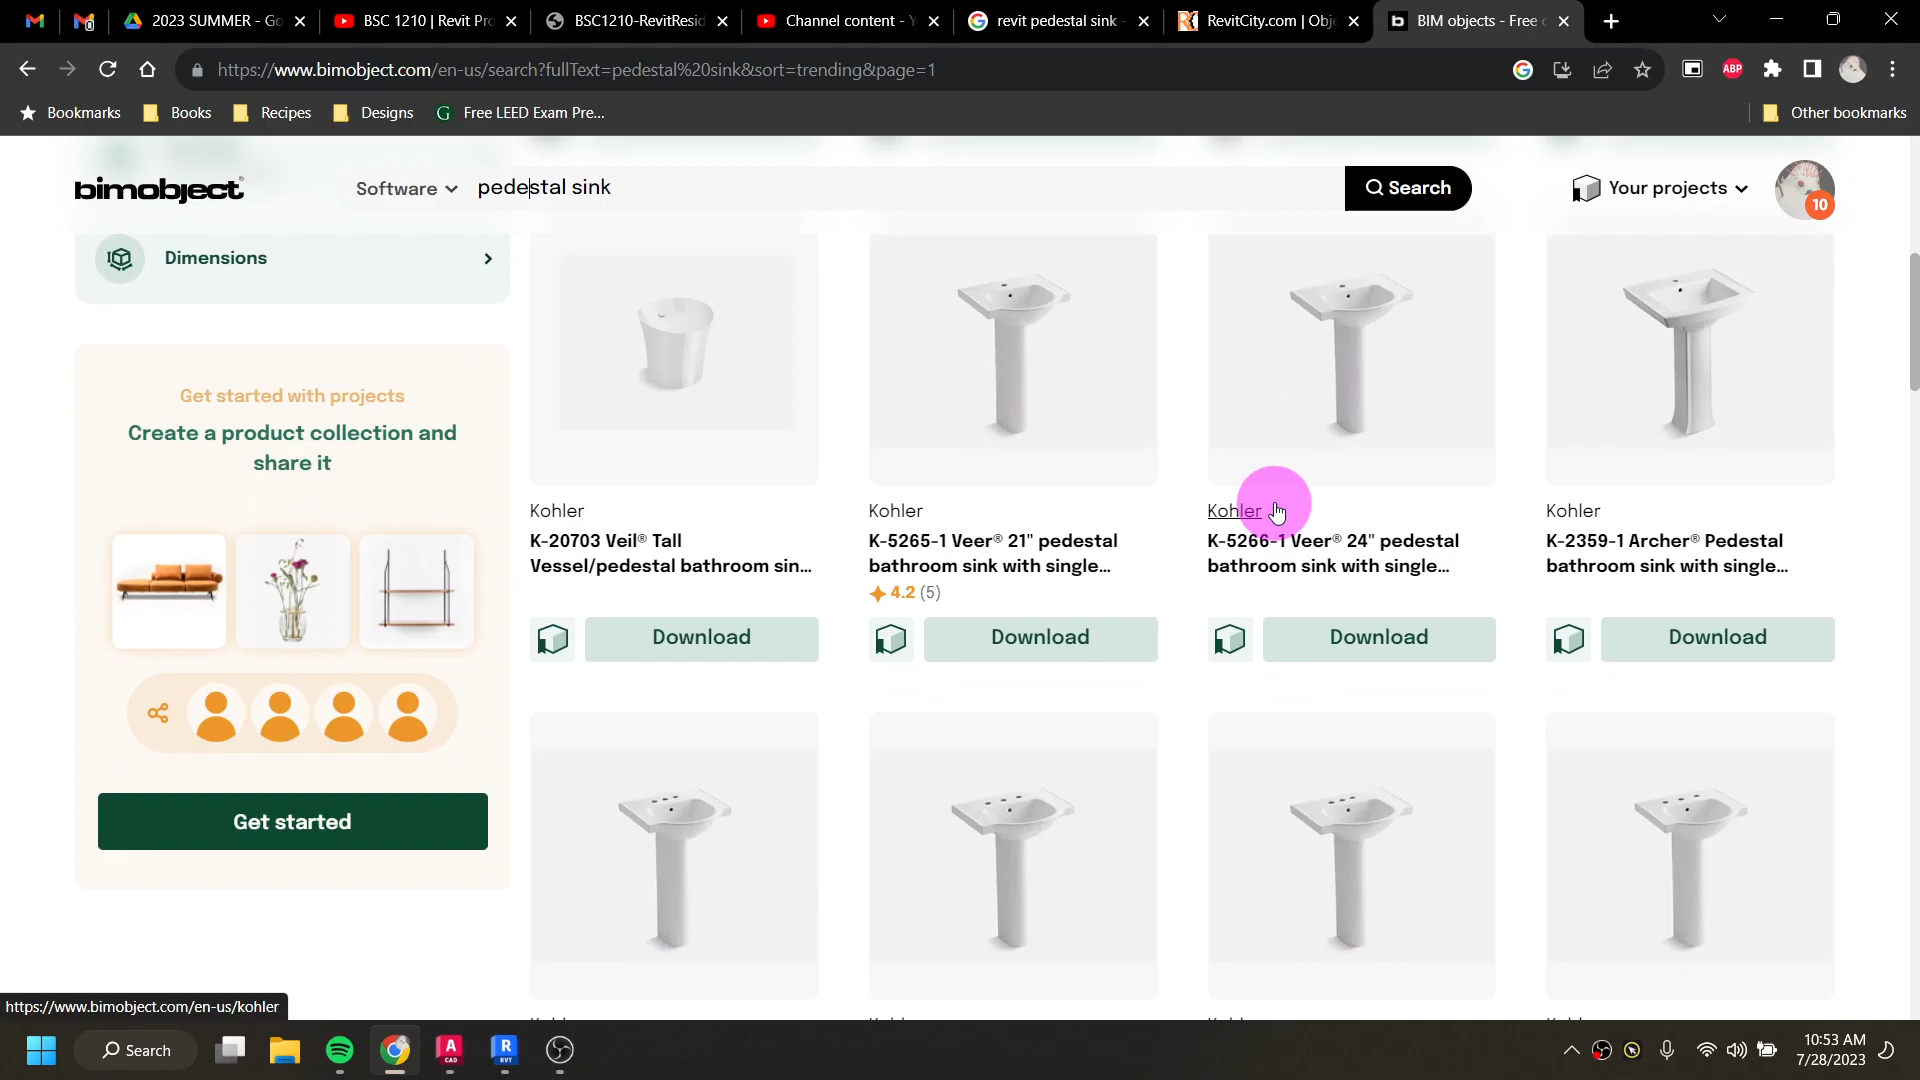 2023 SUMMER - Go
BSC 1210 | Revit Pro
BSC1210-RevitResid
Channel content - Y
revit pedestal sink -
RevitCity.com | Obje
BIM objects - Free d
https://www.bimobject.com/en-us/search?fullText=pedestal%20sink&sort=trending&page=1
ABP
Bookmarks
Books
Recipes
Designs
Free LEED Exam Pre...
Other bookmarks
bimobject
Software
pedestal sink
Search
Your projects
10
Dimensions
Get started with projects
Create a product collection and
share it
Get started
Kohler
K-20703 Veil® Tall
Vessel/pedestal bathroom sin...
Download
Kohler
K-5265-1 Veer® 21" pedestal
bathroom sink with single...
4.2 (5)
Download
Kohler
K-5266-1 Veer® 24" pedestal
bathroom sink with single...
Download
Kohler
K-2359-1 Archer® Pedestal
bathroom sink with single...
Download
https://www.bimobject.com/en-us/kohler
Search
A
CAD
R
RVT
10:53 AM
7/28/2023